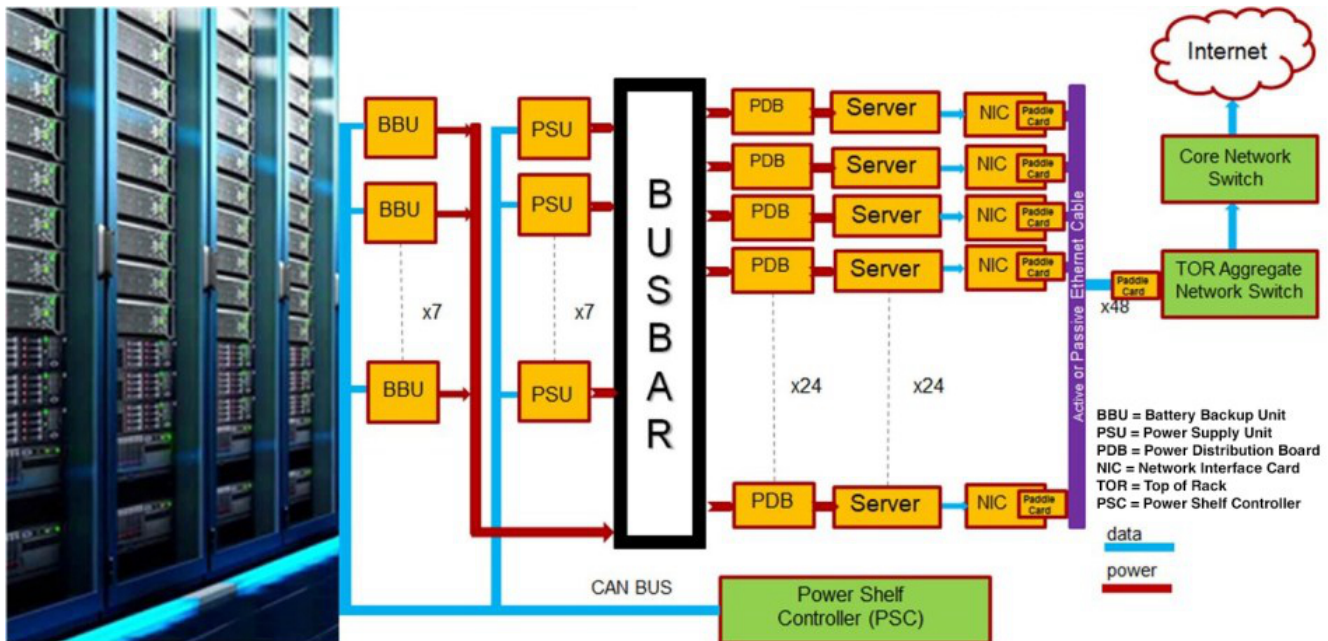 Internet
Core Network
Switch
TOR Aggregate
Network Switch
Paddle
Card
x48
BBU
BBU
x7
BBU
PSU
PSU
x7
PSU
BUSBAR
PDB
Server
NIC
Paddle
Card
PDB
Server
NIC
Paddle
Card
PDB
Server
NIC
Paddle
Card
PDB
Server
NIC
Paddle
Card
x24
x24
PDB
Server
NIC
Paddle
Card
Active or Passive Ethernet Cable
BBU = Battery Backup Unit
PSU = Power Supply Unit
PDB = Power Distribution Board
NIC = Network Interface Card
TOR = Top of Rack
PSC = Power Shelf Controller
data
power
CAN BUS
Power Shelf
Controller (PSC)